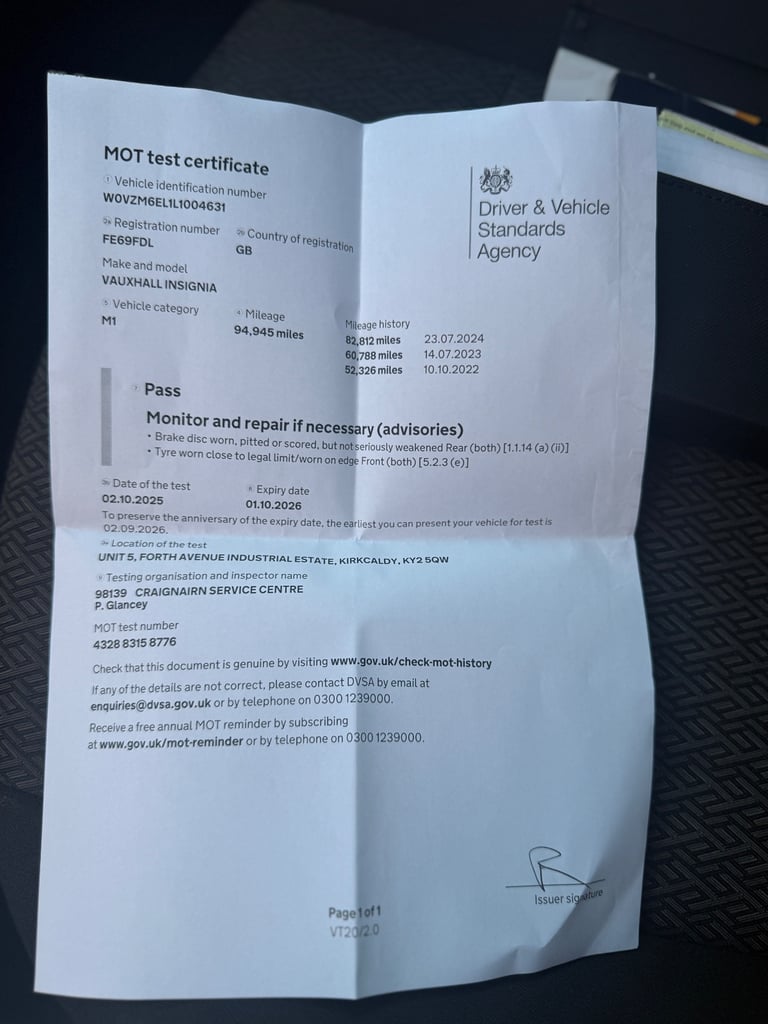 MOT test certificate
Vehicle identification number
W0VZM6EL1L1004631
Registration number
Country of registration
FE69FDL
GB
Make and model
VAUXHALL INSIGNIA
Vehicle category
Mileage
M1
94,945 miles
Driver & Vehicle
Standards
Agency
Mileage history
82,812 miles 23.07.2024
60,788 miles 14.07.2023
52,326 miles 10.10.2022
Pass
Monitor and repair if necessary (advisories)
• Brake disc worn, pitted or scored, but not seriously weakened Rear (both) [1.1.14 (a) (ii)]
• Tyre worn close to legal limit/worn on edge Front (both) [5.2.3 (e)]
Date of the test
Expiry date
02.10.2025
01.10.2026
To preserve the anniversary of the expiry date, the earliest you can present your vehicle for test is
02.09.2026.
Location of the test
UNIT 5, FORTH AVENUE INDUSTRIAL ESTATE, KIRKCALDY, KY2 5QW
Testing organisation and inspector name
98139 CRAIGNAIRN SERVICE CENTRE
P. Glancey
MOT test number
4328 8315 8776
Check that this document is genuine by visiting www.gov.uk/check-mot-history
If any of the details are not correct, please contact DVSA by email at
enquiries@dvsa.gov.uk or by telephone on 0300 1239000.
Receive a free annual MOT reminder by subscribing
at www.gov.uk/mot-reminder or by telephone on 0300 1239000.
Issuer signature
Page 1 of 1
VT20/2.0